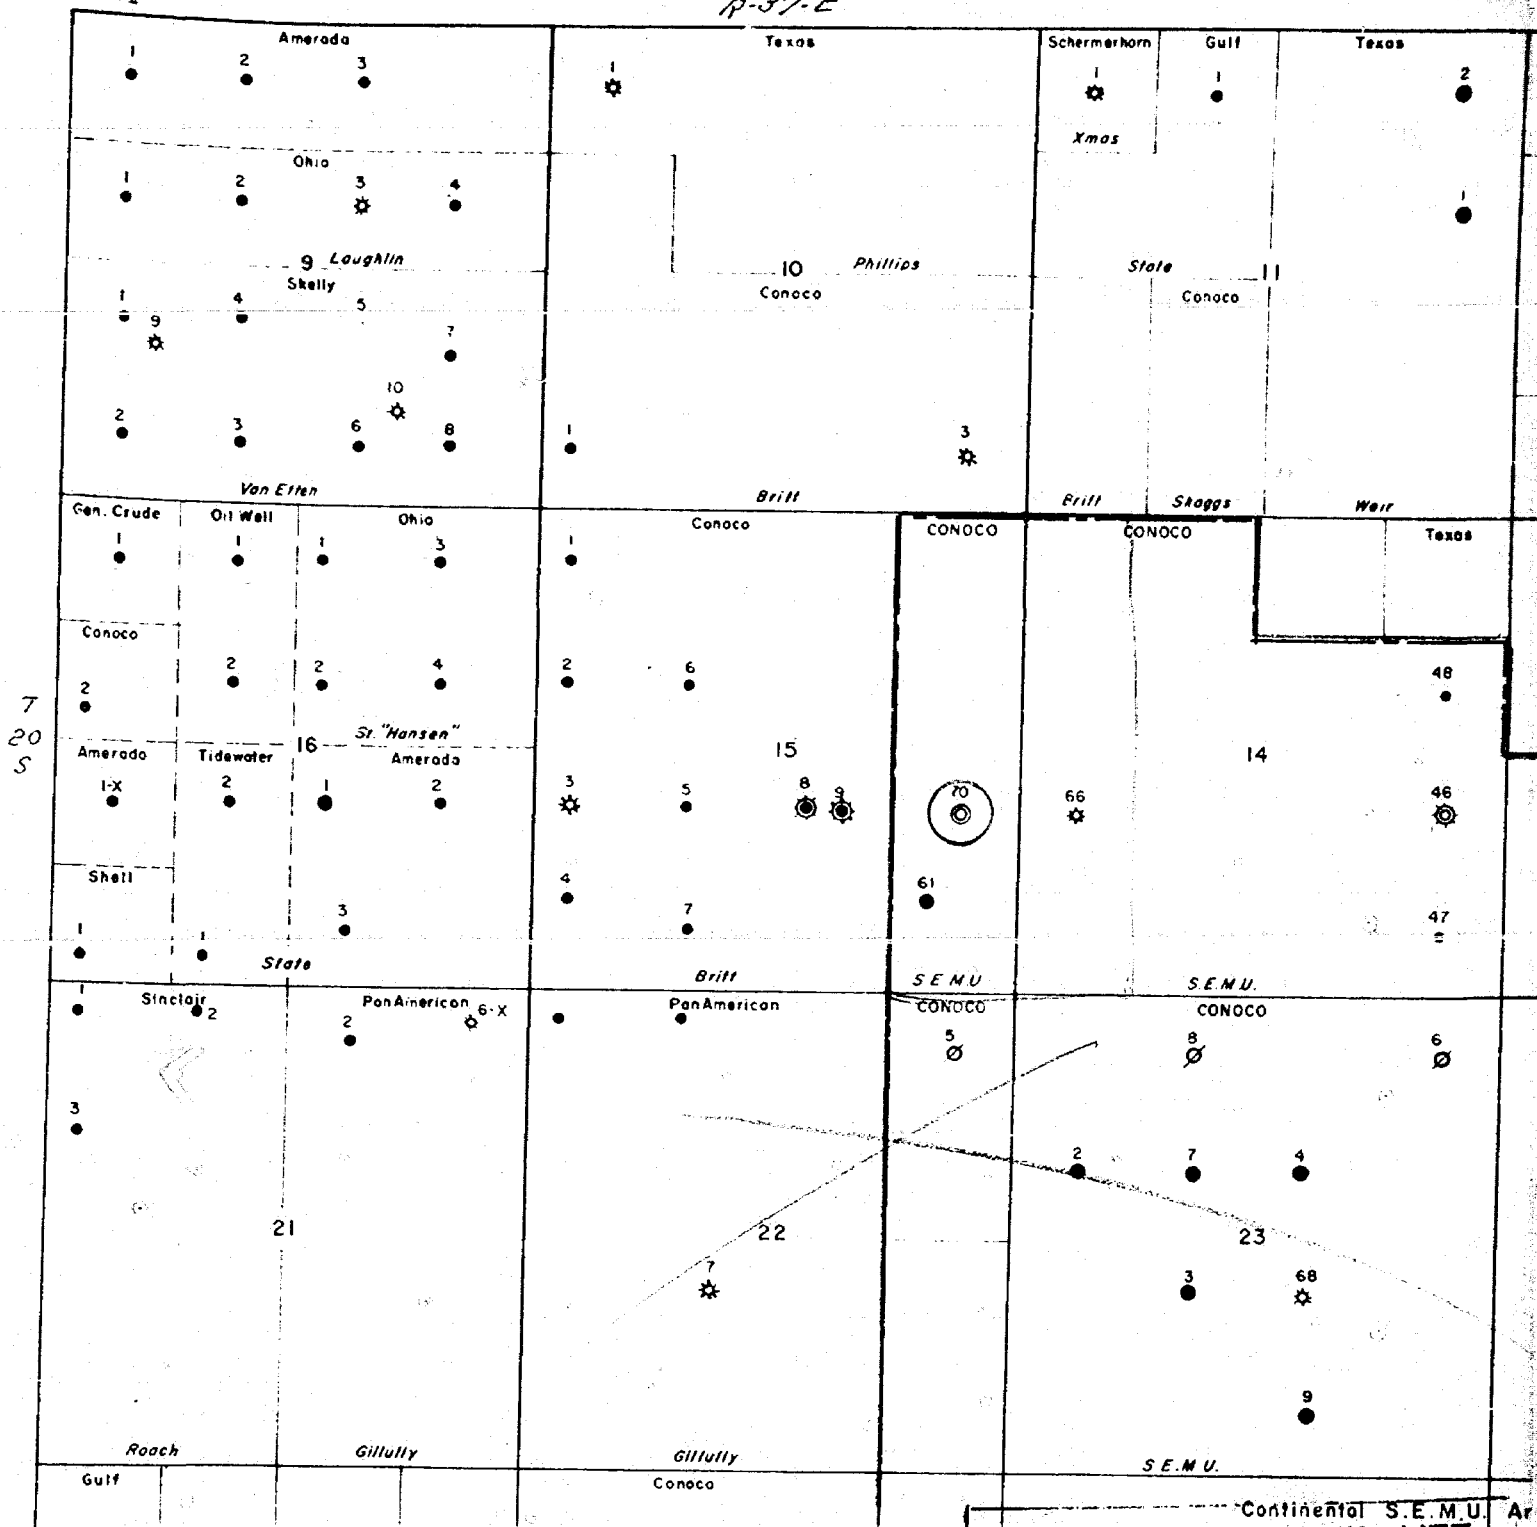 R-37-E
Amerada Texas Schermerhorn Gulf Texas
1 2 3 1 1 1 2
Xmas
Ohio
1 2 3 4 1
9 Laughlin 10 Phillips State 11
Skelly Conoco Conoco
1 4 5
9 7
10
2 3 6 8 1 3
Van Etten Britt Britt Skaggs Weir
Gen. Crude Oil Well Ohio Conoco CONOCO CONOCO Texas
1 1 1 3 1
Conoco
2 2 2 4 2 6 48
7
20
S
St. "Hansen"
16 15 14
Amerado Tidewater Amerada
1-X 2 1 2 3 5 8 9 70 66 46
Shell
4 61
1 1 3 7 47
State Britt S E M U S.E.M.U.
Sinclair PanAmerican PanAmerican CONOCO CONOCO
1 2 2 6-X 5 8 6
3
2 7 4
21 22 23
7 3 68
9
Roach Gillully Gillully S E.M U.
Gulf Conoco
Continental S.E.M.U. Ar